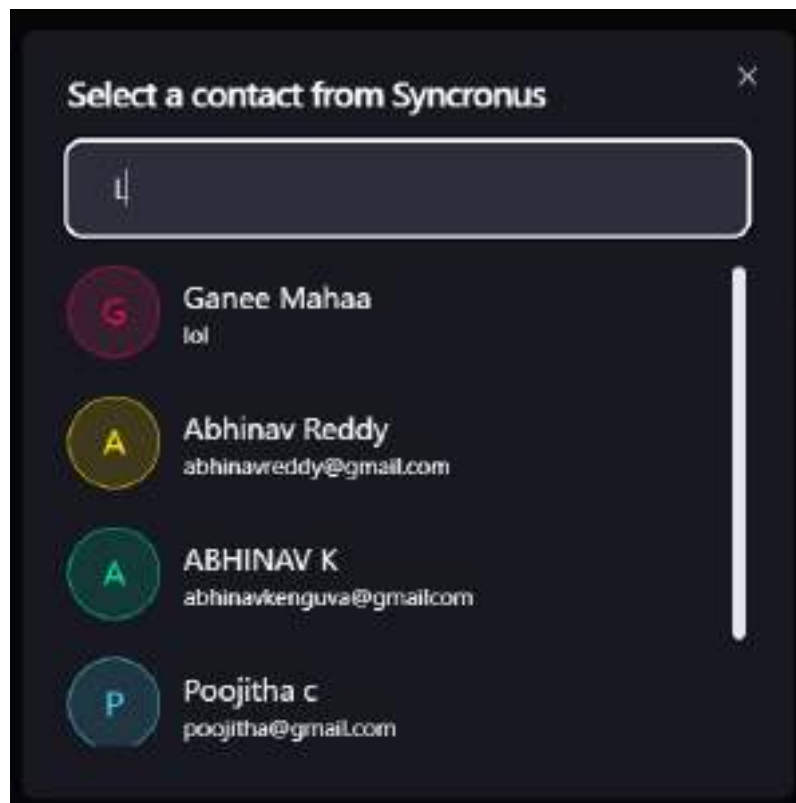 Select a contact from Syncronus
L
G
Ganee Mahaa
lol
A
Abhinav Reddy
abhinavreddy@gmail.com
A
ABHINAV K
abhinavkenguva@gmailcom
P
Poojitha c
poojitha@gmail.com